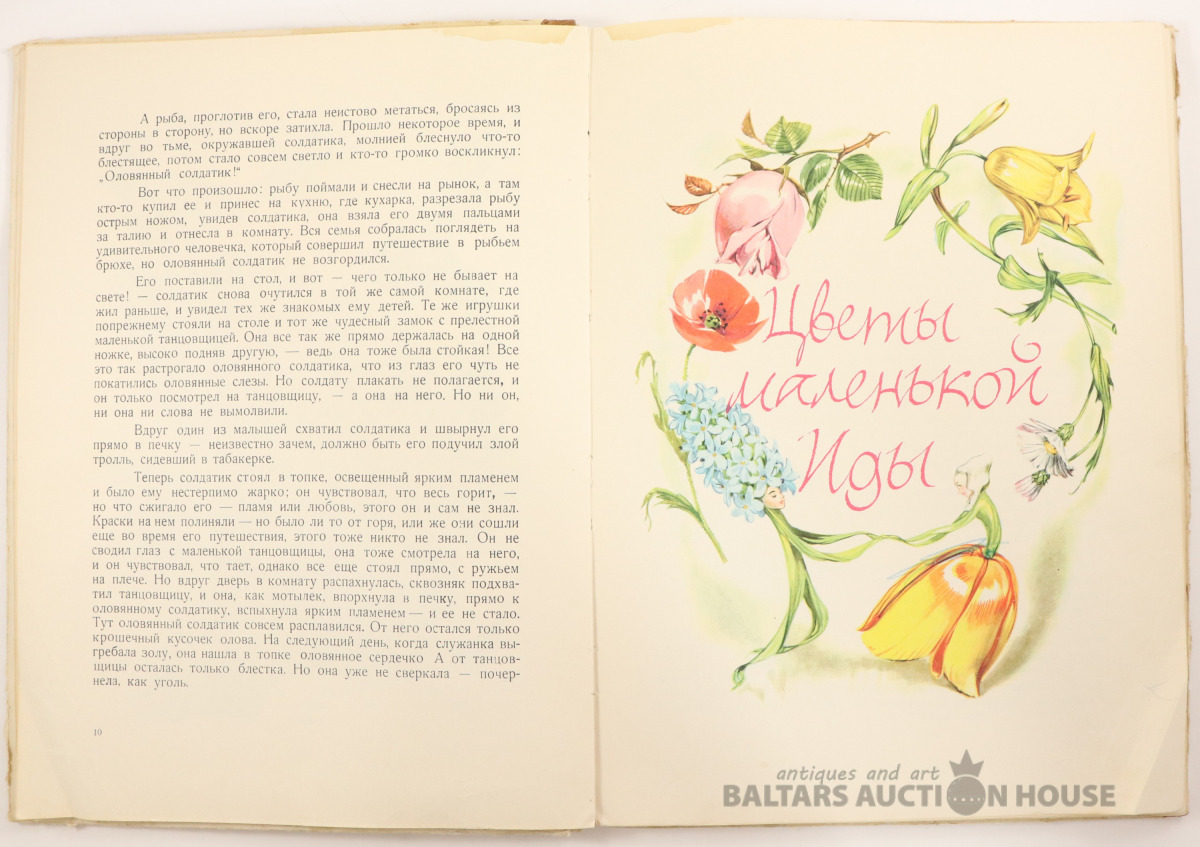 А рыба, проглотив его, стала неистово метаться, бросаясь из
стороны в сторону, но вскоре затихла. Прошло некоторое время, и
вдруг во тьме, окружавшей солдатика, молнией блеснуло что-то
блестящее, потом стало совсем светло и кто-то громко воскликнул:
„Оловянный солдатик!“
Вот что произошло: рыбу поймали и снесли на рынок, а там
кто-то купил ее и принес на кухню, где кухарка, разрезала рыбу
острым ножом, увидев солдатика, она взяла его двумя пальцами
за талию и отнесла в комнату. Вся семья собралась поглядеть на
удивительного человечка, который совершил путешествие в рыбьем
брюхе, но оловянный солдатик не возгордился.
Его поставили на стол, и вот — чего только не бывает на
свете! — солдатик снова очутился в той же самой комнате, где
жил раньше, и увидел тех же знакомых ему детей. Те же игрушки
попрежнему стояли на столе и тот же чудесный замок с прелестной
маленькой танцовщицей. Она все так же прямо держалась на одной
ножке, высоко подняв другую, — ведь она тоже была стойкая! Все
это так растрогало оловянного солдатика, что из глаз его чуть не
покатились оловянные слезы. Но солдату плакать не полагается, и
он только посмотрел на танцовщицу, — а она на него. Но ни он,
ни она ни слова не вымолвили.
Вдруг один из малышей схватил солдатика и швырнул его
прямо в печку — неизвестно зачем, должно быть его подучил злой
тролль, сидевший в табакерке.
Теперь солдатик стоял в топке, освещенный ярким пламенем
и было ему нестерпимо жарко; он чувствовал, что весь горит, —
но что сжигало его — пламя или любовь, этого он и сам не знал.
Краски на нем полиняли — но было ли то от горя, или же они сошли
еще во время его путешествия, этого тоже никто не знал. Он не
сводил глаз с маленькой танцовщицы, она тоже смотрела на него,
и он чувствовал, что тает, однако все еще стоял прямо, с ружьем
на плече. Но вдруг дверь в комнату распахнулась, сквозняк подхва-
тил танцовщицу, и она, как мотылек, впорхнула в печку, прямо к
оловянному солдатику, вспыхнула ярким пламенем — и ее не стало.
Тут оловянный солдатик совсем расплавился. От него остался только
крошечный кусочек олова. На следующий день, когда служанка вы-
гребала золу, она нашла в топке оловянное сердечко А от танцов-
щицы осталась только блестка. Но она уже не сверкала — почер-
нела, как уголь.
10
Цветы
маленькой
Иды
antiques and art
BALTARS AUCTION HOUSE